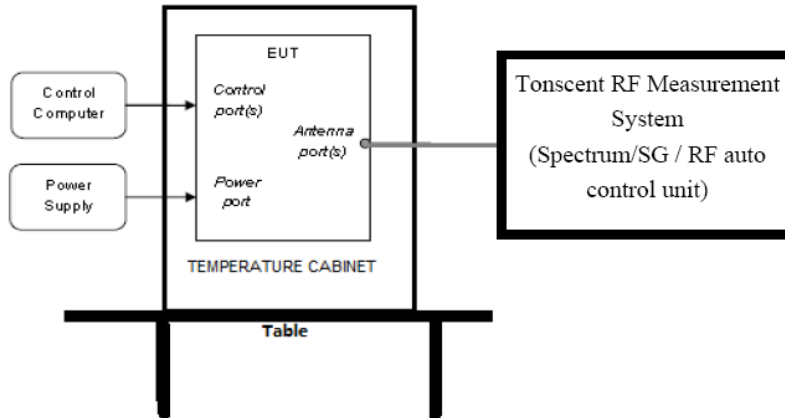 EUT
Control
Computer
Control
port(s)
Antenna
port(s)
Power
Supply
Power
port
TEMPERATURE CABINET
Table
Tonscent RF Measurement
System
(Spectrum/SG / RF auto
control unit)